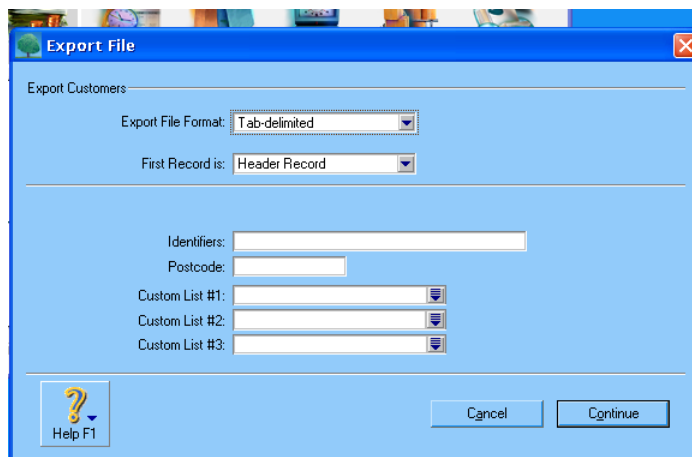 Export File
Export Customers
Export File Format: Tab-delimited
First Record is: Header Record
Identifiers:
Postcode:
Custom List #1:
Custom List #2:
Custom List #3:
Help F1
Cancel
Continue